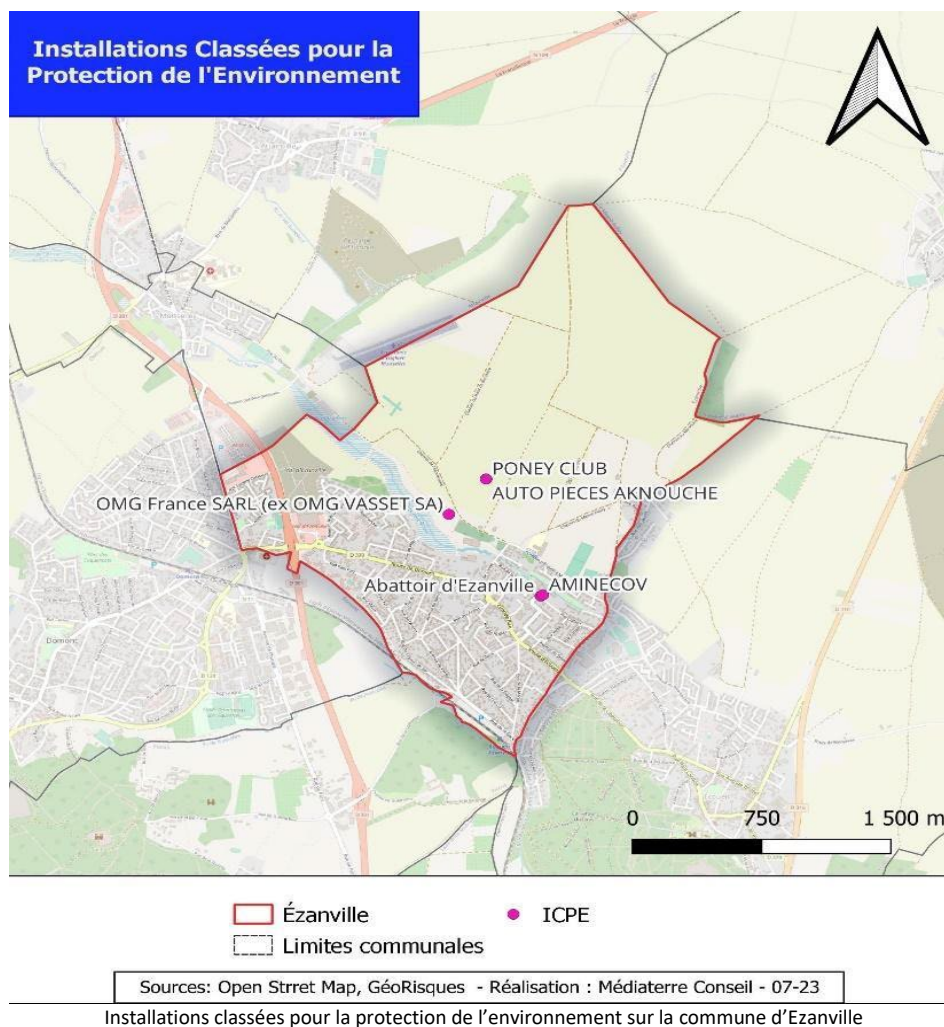 Installations Classées pour la
Protection de l'Environnement
PONEY CLUB
AUTO PIECES AKNOUCHE
OMG France SARL (ex OMG VASSET SA)
Abattoir d'Ezanville
AMINECOV
Domont
0 750 1 500 m
Ézanville
ICPE
Limites communales
Sources: Open Strret Map, GéoRisques - Réalisation : Médiaterre Conseil - 07-23
Installations classées pour la protection de l’environnement sur la commune d’Ezanville